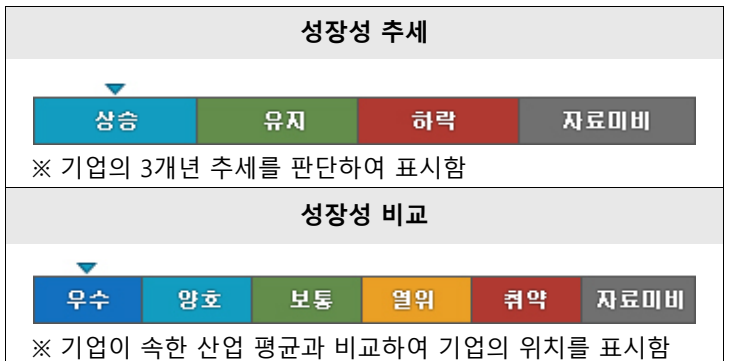 성장성 추세
상승 유지 하락 자료미비
※ 기업의 3개년 추세를 판단하여 표시함
성장성 비교
우수 양호 보통 열위 취약 자료미비
※ 기업이 속한 산업 평균과 비교하여 기업의 위치를 표시함